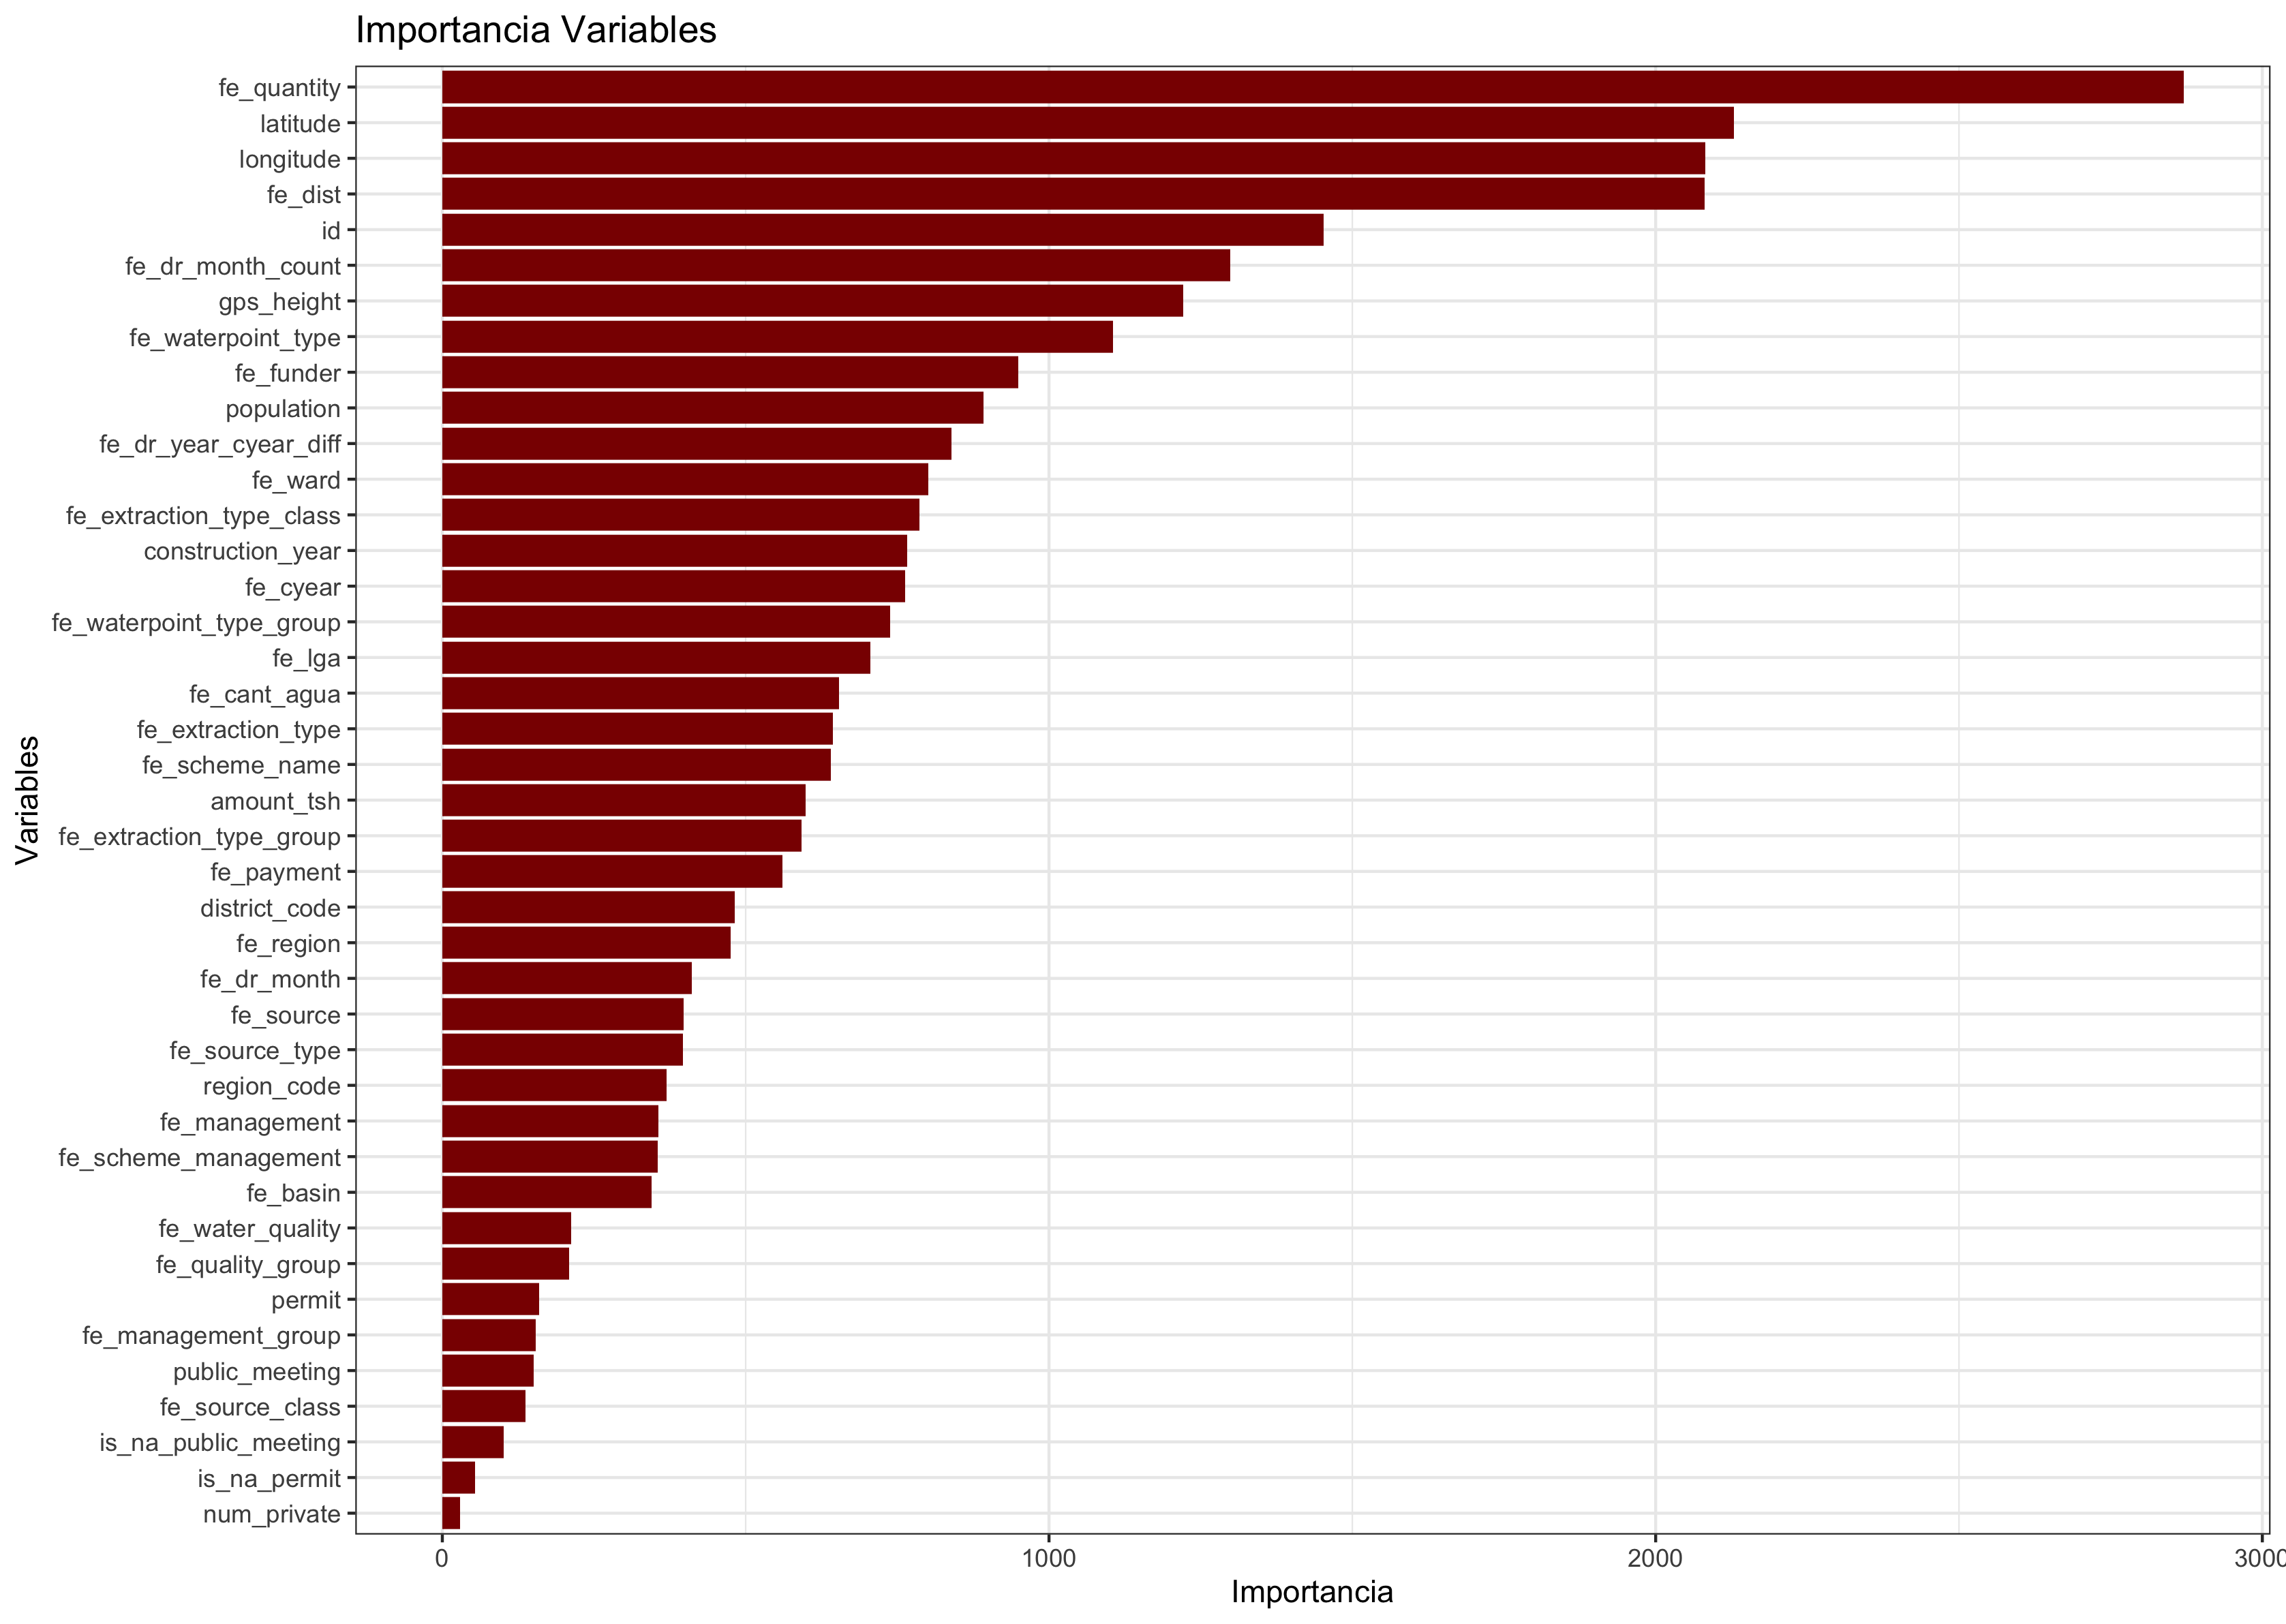 Importancia Variables
fe_quantity
latitude
longitude
fe_dist
id
fe_dr_month_count
gps_height
fe_waterpoint_type
fe_funder
population
fe_dr_year_cyear_diff
fe_ward
fe_extraction_type_class
construction_year
fe_cyear
fe_waterpoint_type_group
fe_lga
fe_cant_agua
fe_extraction_type
fe_scheme_name
amount_tsh
fe_extraction_type_group
fe_payment
district_code
fe_region
fe_dr_month
fe_source
fe_source_type
region_code
fe_management
fe_scheme_management
fe_basin
fe_water_quality
fe_quality_group
permit
fe_management_group
public_meeting
fe_source_class
is_na_public_meeting
is_na_permit
num_private
Variables
0 1000 2000 3000
Importancia